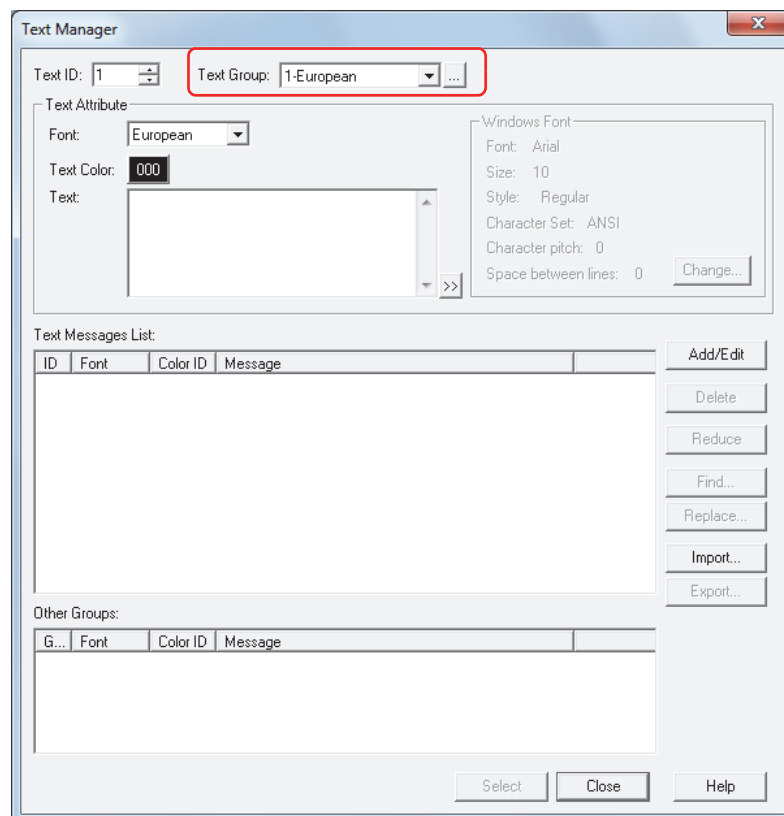 Text Manager
x
Text ID: 1 Text Group: 1-European ...
Text Attribute
Font: European
Text Color: 000
Text:
>>
Windows Font
Font: Arial
Size: 10
Style: Regular
Character Set: ANSI
Character pitch: 0
Space between lines: 0 Change...
Text Messages List:
ID Font Color ID Message
Add/Edit
Delete
Reduce
Find...
Replace...
Import...
Export...
Other Groups:
G... Font Color ID Message
Select Close Help